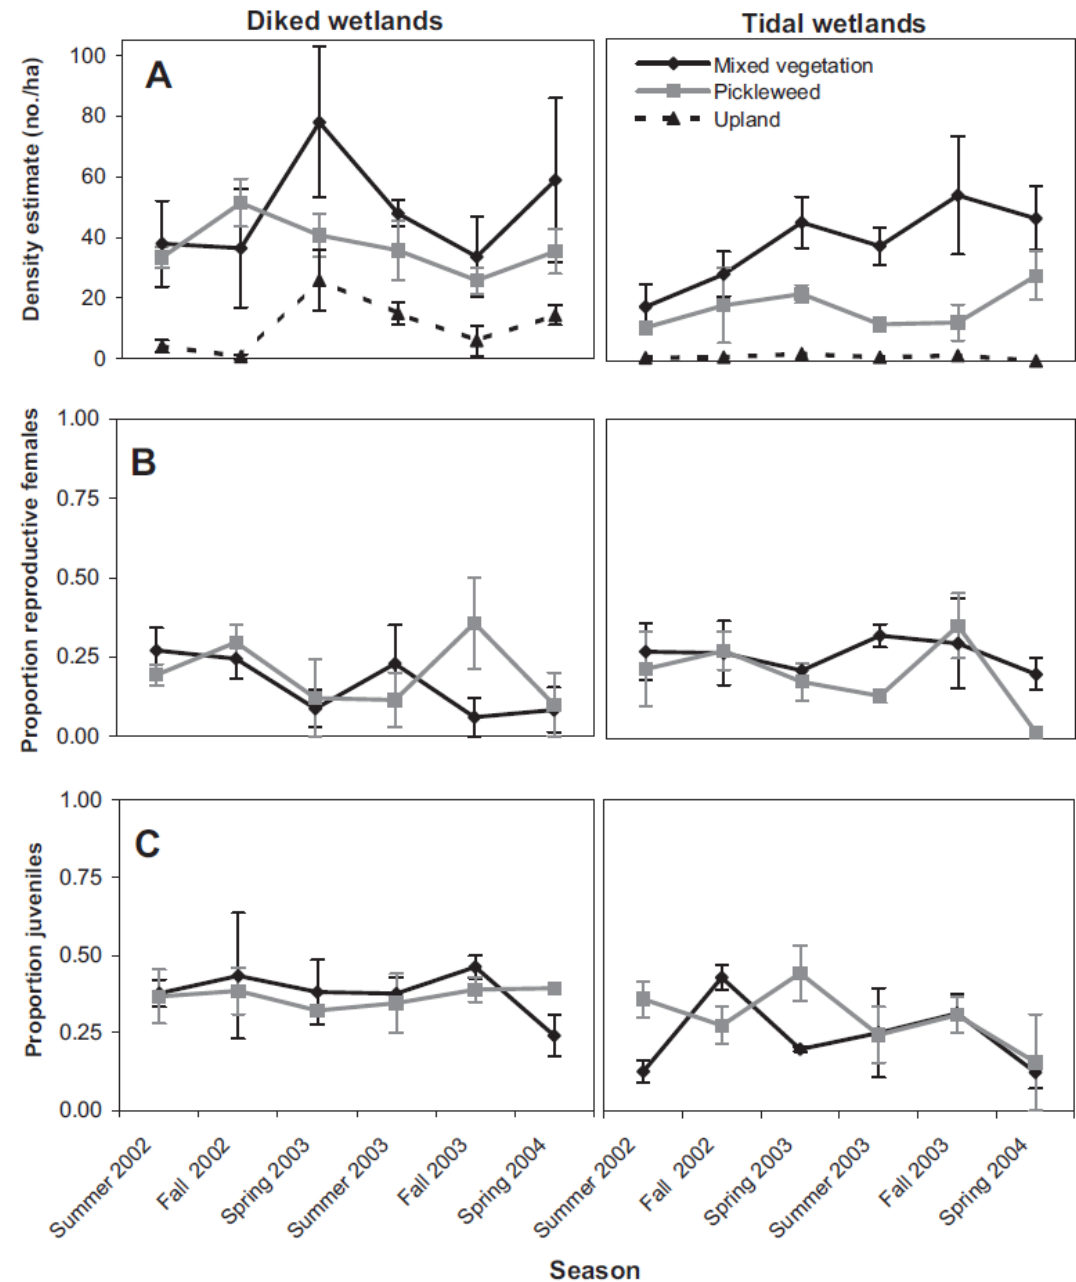 Diked wetlands
Tidal wetlands
Density estimate (no./ha)
100
80
60
40
20
0
A
Mixed vegetation
Pickleweed
Upland
Proportion reproductive females
1.00
0.75
0.50
0.25
0.00
B
Proportion juveniles
1.00
0.75
0.50
0.25
0.00
C
Summer 2002
Fall 2002
Spring 2003
Summer 2003
Fall 2003
Spring 2004
Summer 2002
Fall 2002
Spring 2003
Summer 2003
Fall 2003
Spring 2004
Season